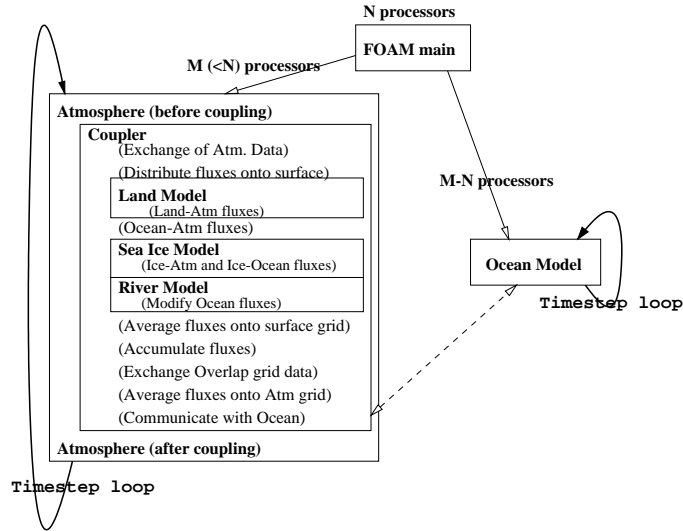 N processors
FOAM main
M (<N) processors
Atmosphere (before coupling)
Coupler
(Exchange of Atm. Data)
(Distribute fluxes onto surface)
Land Model
(Land-Atm fluxes)
(Ocean-Atm fluxes)
Sea Ice Model
(Ice-Atm and Ice-Ocean fluxes)
River Model
(Modify Ocean fluxes)
(Average fluxes onto surface grid)
(Accumulate fluxes)
(Exchange Overlap grid data)
(Average fluxes onto Atm grid)
(Communicate with Ocean)
Atmosphere (after coupling)
Timestep loop
M-N processors
Ocean Model
Timestep loop